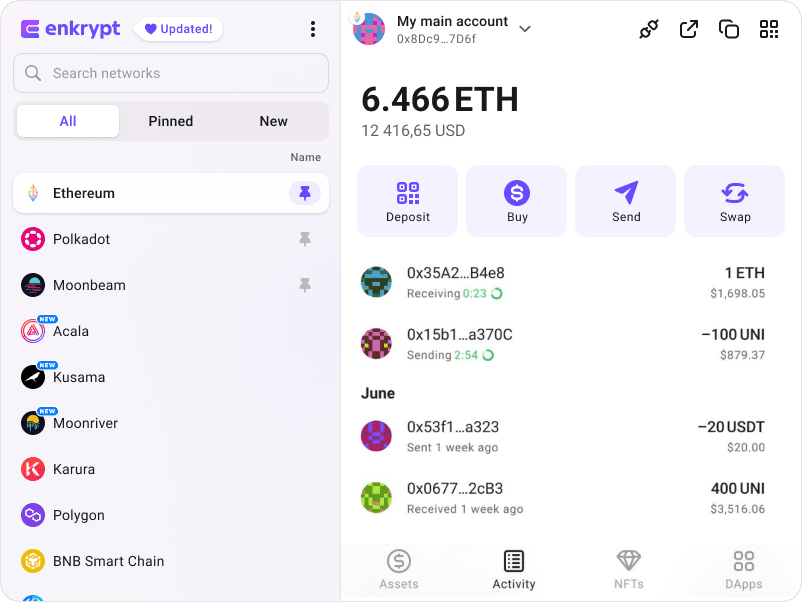 enkrypt
Updated!
Search networks
All
Pinned
New
Name
Ethereum
Polkadot
Moonbeam
NEW
Acala
NEW
Kusama
NEW
Moonriver
Karura
Polygon
BNB Smart Chain
My main account
0x8Dc9…7D6f
6.466 ETH
12 416,65 USD
Deposit
Buy
Send
Swap
0x35A2…B4e8
1 ETH
Receiving 0:23
$1,698.05
0x15b1…a370C
−100 UNI
Sending 2:54
$879.37
June
0x53f1…a323
−20 USDT
Sent 1 week ago
$20.00
0x0677…2cB3
400 UNI
Received 1 week ago
$3,516.06
Assets
Activity
NFTs
DApps